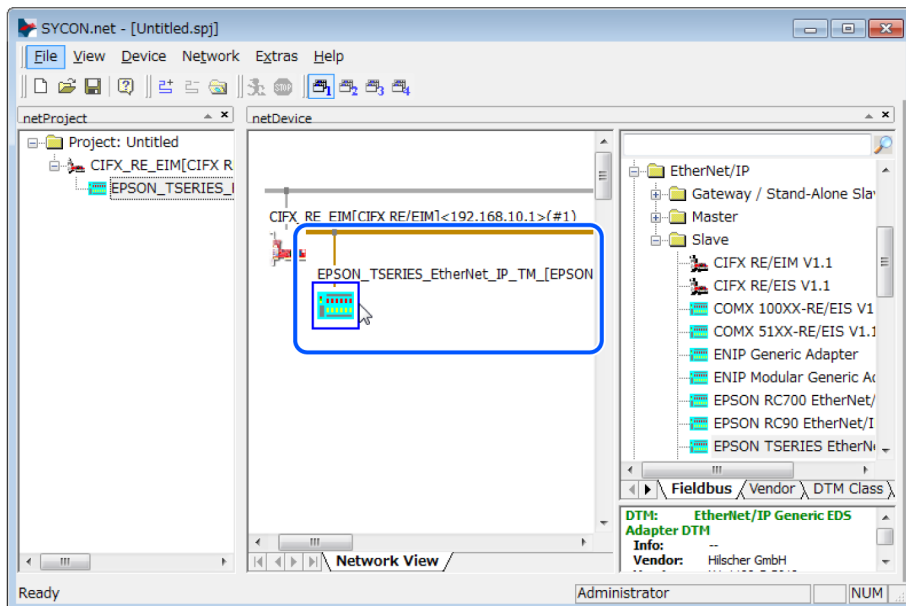 SYCON.net - [Untitled.spj]
File View Device Network Extras Help
netProject
Project: Untitled
CIFX_RE_EIM[CIFX R
EPSON_TSERIES_
netDevice
CIFX_RE_EIM[CIFX RE/EIM]<192.168.10.1>(#1)
EPSON_TSERIES_EtherNet_IP_TM_[EPSON
Network View
EtherNet/IP
Gateway / Stand-Alone Sla
Master
Slave
CIFX RE/EIM V1.1
CIFX RE/EIS V1.1
COMX 100XX-RE/EIS V1
COMX 51XX-RE/EIS V1.1
ENIP Generic Adapter
ENIP Modular Generic Ad
EPSON RC700 EtherNet/
EPSON RC90 EtherNet/I
EPSON TSERIES EtherN
Fieldbus Vendor DTM Class
DTM: EtherNet/IP Generic EDS
Adapter DTM
Info: --
Vendor: Hilscher GmbH
Ready
Administrator
NUM